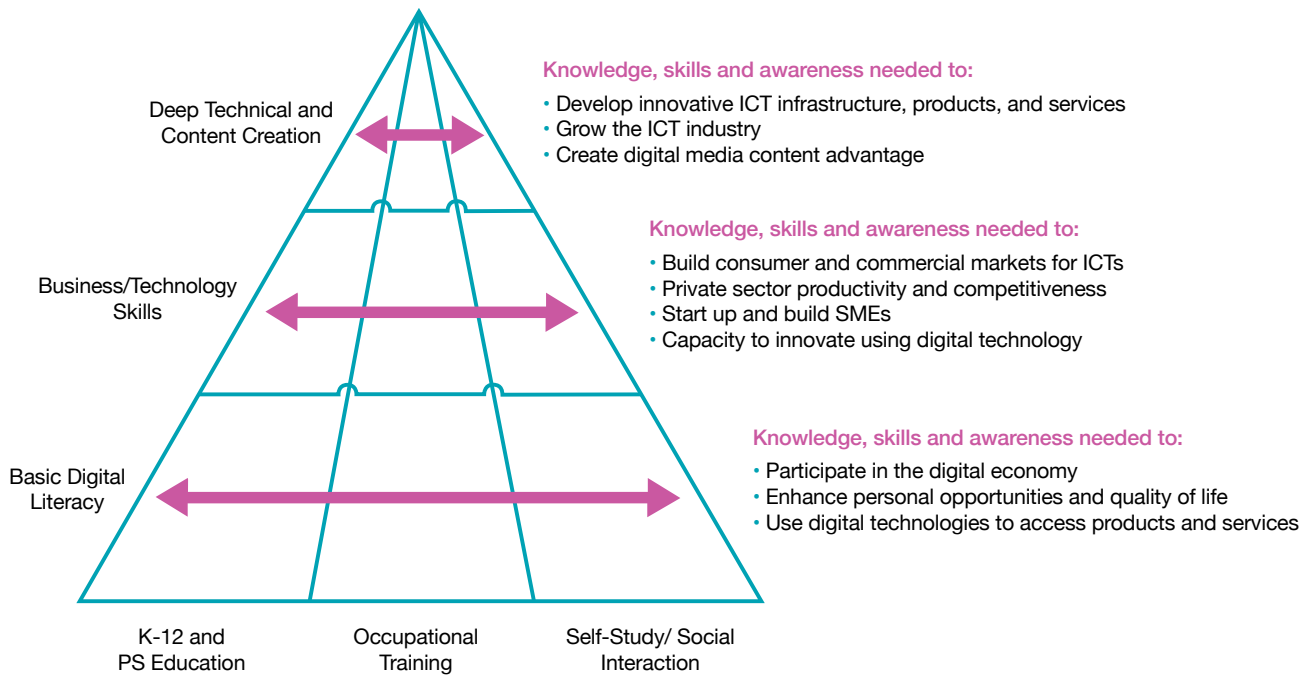 Knowledge, skills and awareness needed to:
• Develop innovative ICT infrastructure, products, and services
• Grow the ICT industry
• Create digital media content advantage
Deep Technical and
Content Creation
Knowledge, skills and awareness needed to:
• Build consumer and commercial markets for ICTs
• Private sector productivity and competitiveness
• Start up and build SMEs
• Capacity to innovate using digital technology
Business/Technology
Skills
Knowledge, skills and awareness needed to:
• Participate in the digital economy
• Enhance personal opportunities and quality of life
• Use digital technologies to access products and services
Basic Digital
Literacy
K-12 and
PS Education
Occupational
Training
Self-Study/ Social
Interaction